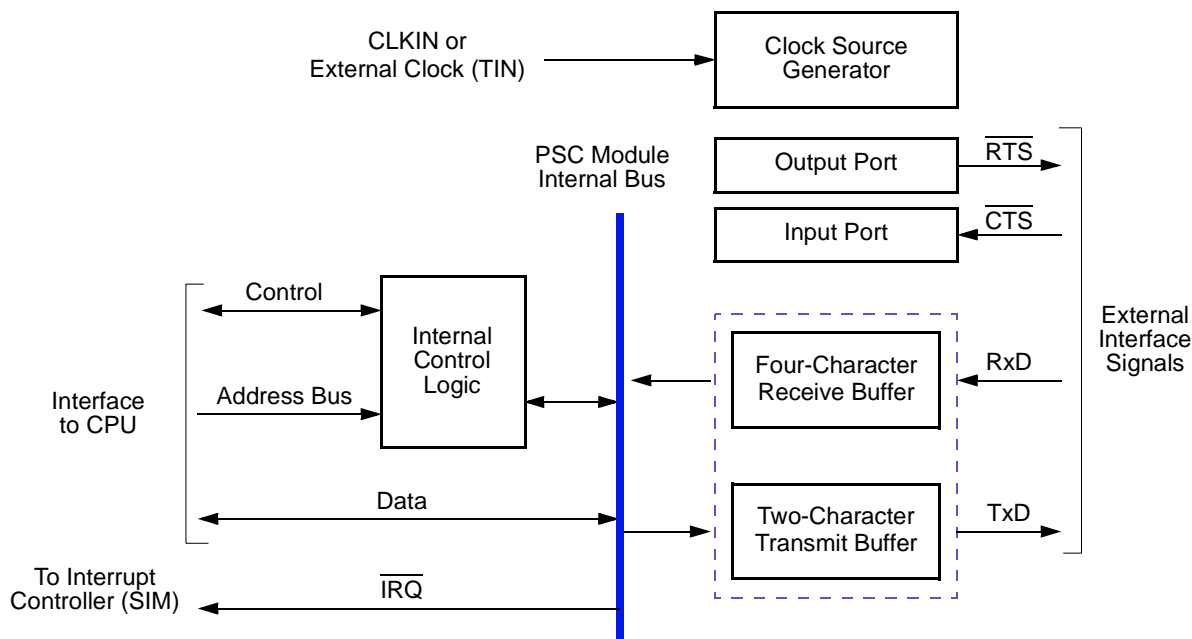 CLKIN or
External Clock (TIN)
Clock Source
Generator
PSC Module
Internal Bus
Output Port
RTS
Input Port
CTS
Control
Internal
Control
Logic
Address Bus
Interface
to CPU
Four-Character
Receive Buffer
RxD
External
Interface
Signals
Data
Two-Character
Transmit Buffer
TxD
To Interrupt
Controller (SIM)
IRQ